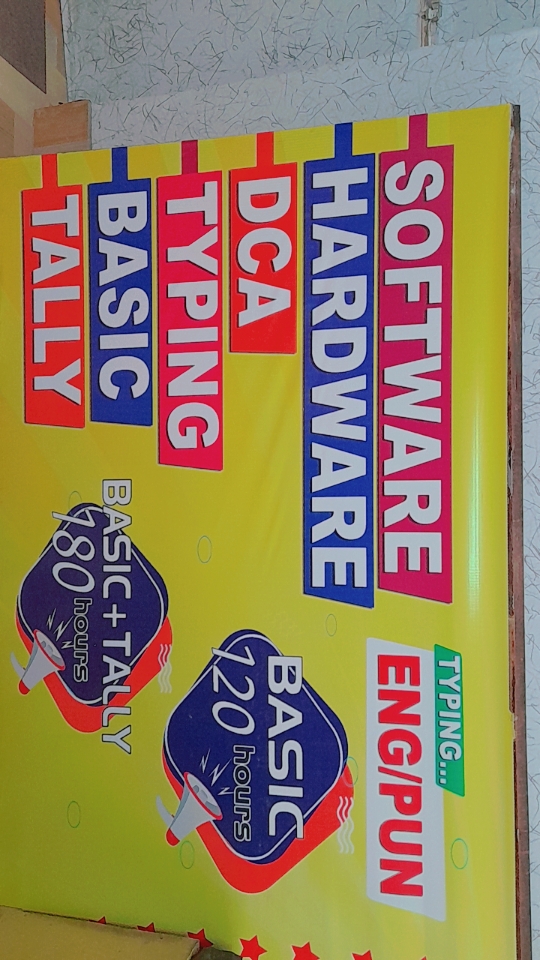 SOFTWARE
HARDWARE
DCA
TYPING
BASIC
TALLY
TYPING...
ENG/PUN
BASIC
120 hours
BASIC+TALLY
180 hours